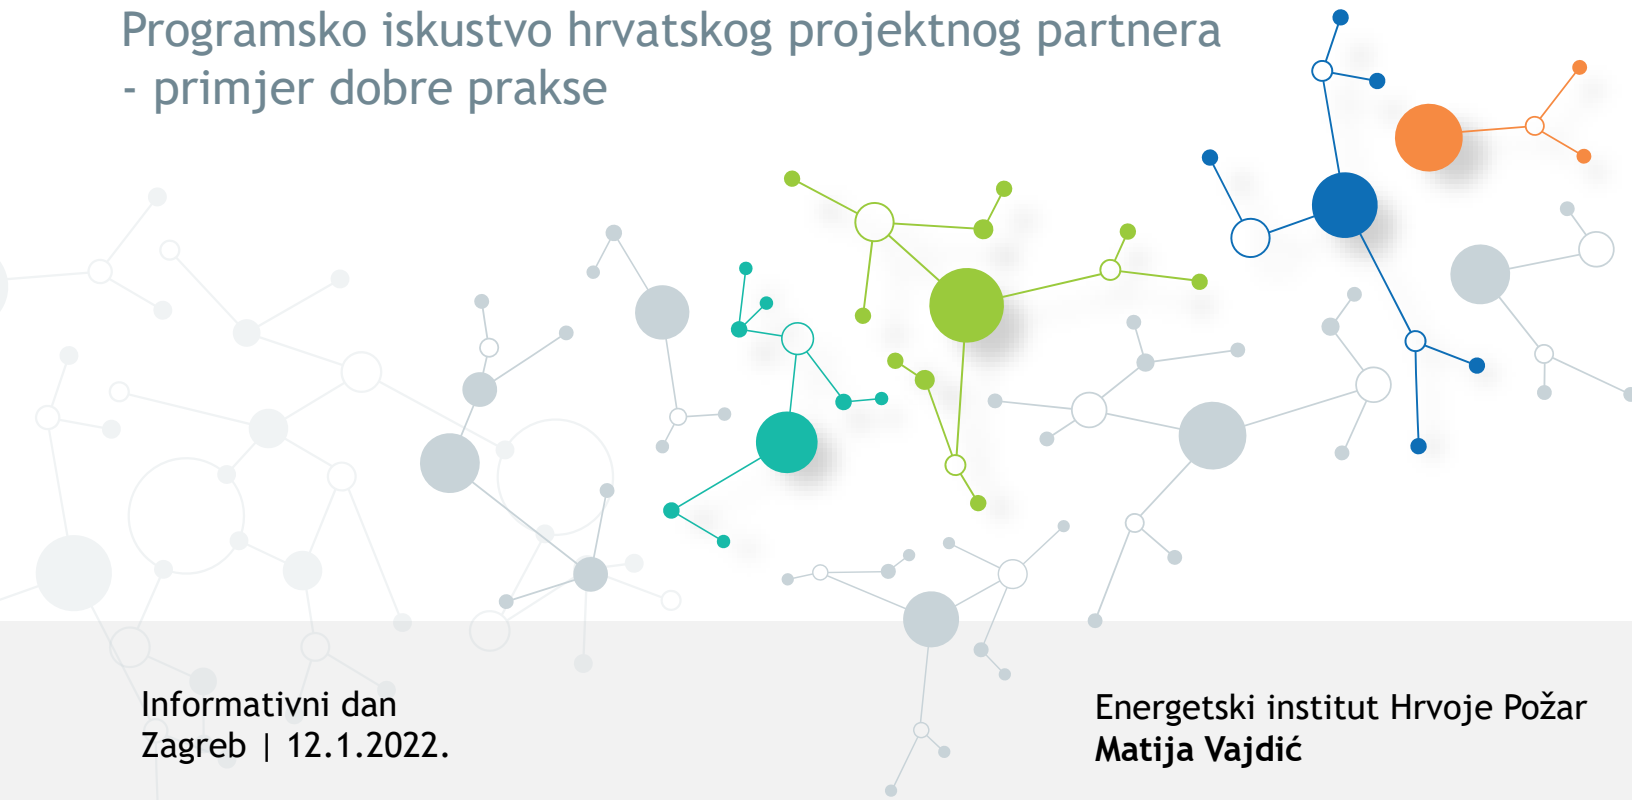 Programsko iskustvo hrvatskog projektnog partnera
- primjer dobre prakse
Informativni dan
Zagreb | 12.1.2022.
Energetski institut Hrvoje Požar
Matija Vajdić